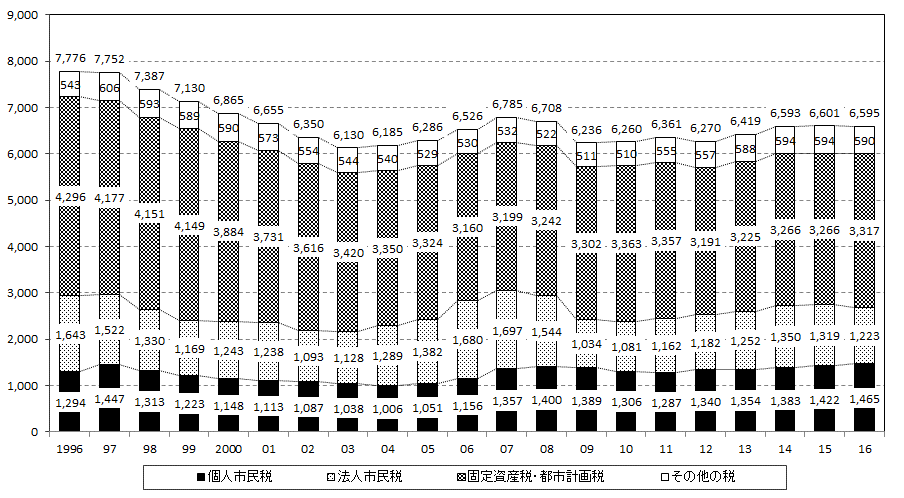 9,000
8,000
7,000
6,000
5,000
4,000
3,000
2,000
1,000
0
7,776 7,752 7,387 7,130 6,865 6,655 6,350 6,130 6,185 6,286 6,526 6,785 6,708 6,236 6,260 6,361 6,270 6,419 6,593 6,601 6,595
543 606 593 589 590 573 554 544 540 529 530 532 522 511 510 555 557 588 594 594 590
4,296 4,177 4,151 4,149 3,884 3,731 3,616 3,420 3,350 3,324 3,160 3,199 3,242 3,302 3,363 3,357 3,191 3,225 3,266 3,266 3,317
1,643 1,522 1,330 1,169 1,243 1,238 1,093 1,128 1,289 1,382 1,680 1,697 1,544 1,034 1,081 1,162 1,182 1,252 1,350 1,319 1,223
1,294 1,447 1,313 1,223 1,148 1,113 1,087 1,038 1,006 1,051 1,156 1,357 1,400 1,389 1,306 1,287 1,340 1,354 1,383 1,422 1,465
1996 97 98 99 2000 01 02 03 04 05 06 07 08 09 10 11 12 13 14 15 16
個人市民税 法人市民税 固定資産税・都市計画税 その他の税